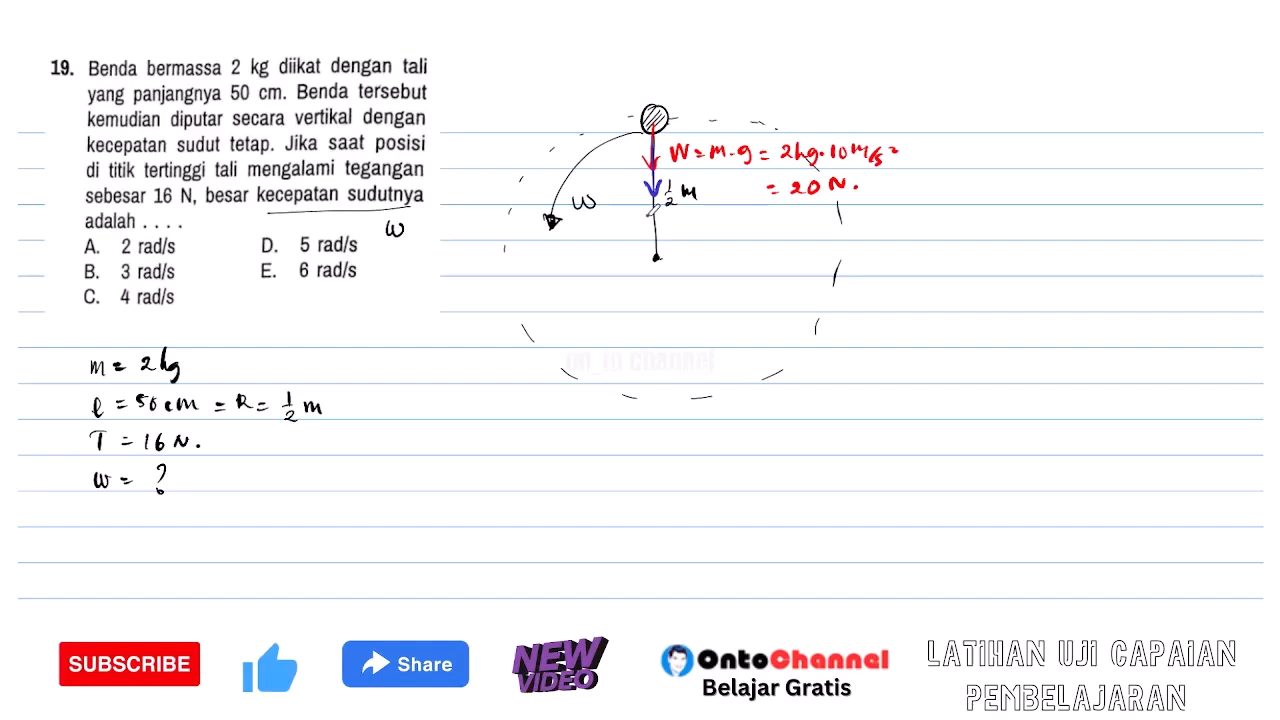 19. Benda bermassa 2 kg diikat dengan tali
yang panjangnya 50 cm. Benda tersebut
kemudian diputar secara vertikal dengan
kecepatan sudut tetap. Jika saat posisi
di titik tertinggi tali mengalami tegangan
sebesar 16 N, besar kecepatan sudutnya
adalah . . . .
ω
A. 2 rad/s D. 5 rad/s
B. 3 rad/s E. 6 rad/s
C. 4 rad/s
W = m.g = 2kg.10m/s²
= 20 N.
½ m
ω
m = 2kg
l = 50cm = R = ½ m
T = 16 N.
ω = ?
on_in channel
SUBSCRIBE
Share
NEW
VIDEO
OntoChannel
Belajar Gratis
LATIHAN UJI CAPAIAN
PEMBELAJARAN